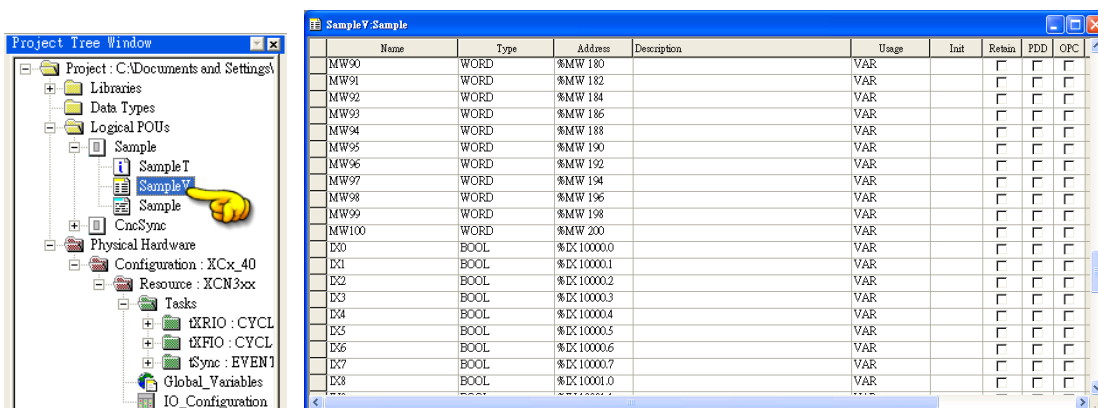 Project Tree Window
Project : C:\Documents and Settings\
Libraries
Data Types
Logical POUs
Sample
SampleT
SampleV
Sample
CncSync
Physical Hardware
Configuration : XCx_40
Resource : XCN3xx
Tasks
tXRIO : CYCL
tXFIO : CYCL
tSync : EVENT
Global_Variables
IO_Configuration
SampleV:Sample
Name Type Address Description Usage Init Retain PDD OPC
MW90 WORD %MW 180 VAR
MW91 WORD %MW 182 VAR
MW92 WORD %MW 184 VAR
MW93 WORD %MW 186 VAR
MW94 WORD %MW 188 VAR
MW95 WORD %MW 190 VAR
MW96 WORD %MW 192 VAR
MW97 WORD %MW 194 VAR
MW98 WORD %MW 196 VAR
MW99 WORD %MW 198 VAR
MW100 WORD %MW 200 VAR
IX0 BOOL %IX 10000.0 VAR
IX1 BOOL %IX 10000.1 VAR
IX2 BOOL %IX 10000.2 VAR
IX3 BOOL %IX 10000.3 VAR
IX4 BOOL %IX 10000.4 VAR
IX5 BOOL %IX 10000.5 VAR
IX6 BOOL %IX 10000.6 VAR
IX7 BOOL %IX 10000.7 VAR
IX8 BOOL %IX 10001.0 VAR